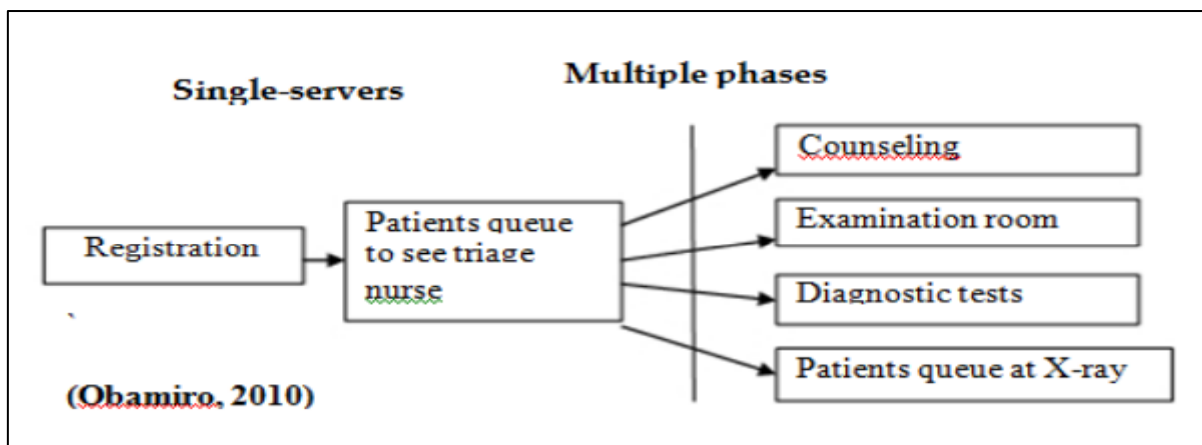 Single-servers
Multiple phases
Registration
Patients queue
to see triage
nurse
Counseling
Examination room
Diagnostic tests
Patients queue at X-ray
`
(Obamiro, 2010)